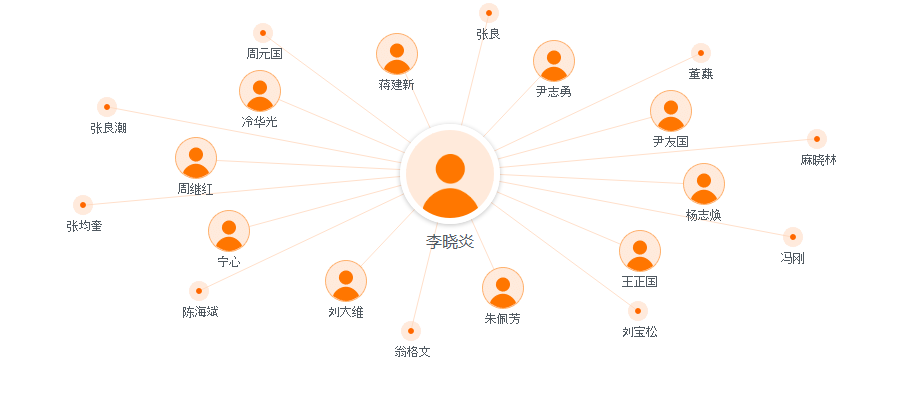 张良
周元国
蒋建新
尹志勇
董蕻
冷华光
张良潮
尹友国
麻晓林
周继红
杨志焕
张均奎
李晓炎
宁心
冯刚
王正国
陈海斌
刘大维
朱佩芳
刘宝松
翁格文